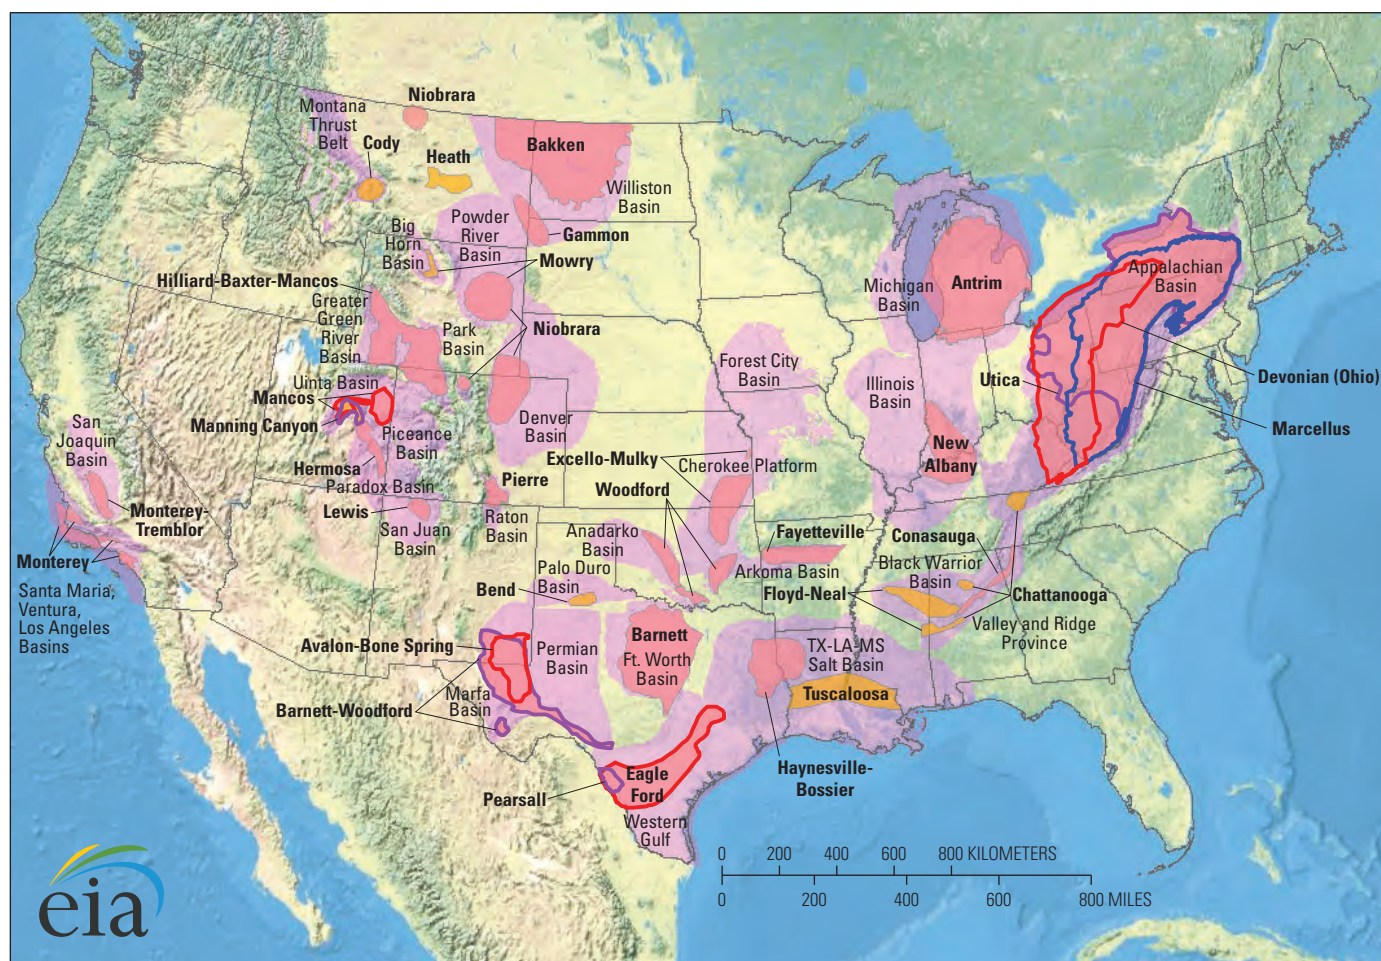 Niobrara
Montana
Thrust
Belt
Cody
Heath
Bakken
Williston
Basin
Powder
River
Basin
Big
Horn
Basin
Gammon
Mowry
Hilliard-Baxter-Mancos
Greater
Green
River
Basin
Park
Basin
Niobrara
Michigan
Basin
Antrim
Appalachian
Basin
Forest City
Basin
Illinois
Basin
Utica
Devonian (Ohio)
Marcellus
Uinta Basin
Mancos
Manning Canyon
Piceance
Basin
Denver
Basin
San
Joaquin
Basin
Hermosa
Paradox Basin
Excello-Mulky
Cherokee Platform
New
Albany
Pierre
Woodford
Monterey-
Tremblor
Lewis
San Juan
Basin
Raton
Basin
Anadarko
Basin
Palo Duro
Basin
Fayetteville
Arkoma Basin
Conasauga
Black Warrior
Basin
Monterey
Santa Maria,
Ventura,
Los Angeles
Basins
Bend
Floyd-Neal
Chattanooga
Valley and Ridge
Province
Avalon-Bone Spring
Permian
Basin
Barnett
Ft. Worth
Basin
TX-LA-MS
Salt Basin
Tuscaloosa
Marfa
Basin
Barnett-Woodford
Haynesville-
Bossier
Eagle
Ford
Pearsall
Western
Gulf
0 200 400 600 800 KILOMETERS
0 200 400 600 800 MILES
eia